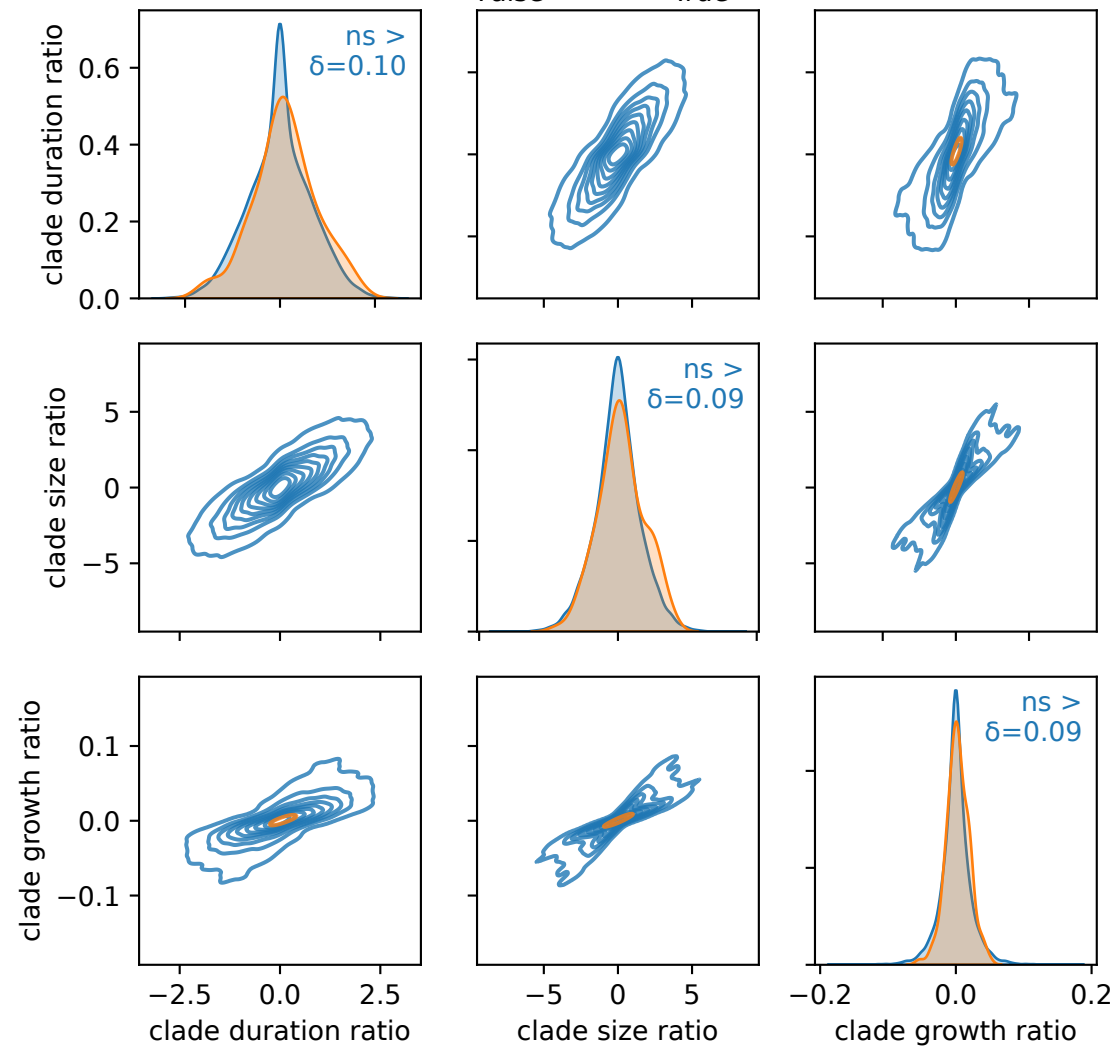 clade duration ratio
0.6
0.4
0.2
0.0
ns >
δ=0.10
clade size ratio
5
0
−5
ns >
δ=0.09
clade growth ratio
0.1
0.0
−0.1
ns >
δ=0.09
−2.5 0.0 2.5
−5 0 5
−0.2 0.0 0.2
clade duration ratio
clade size ratio
clade growth ratio